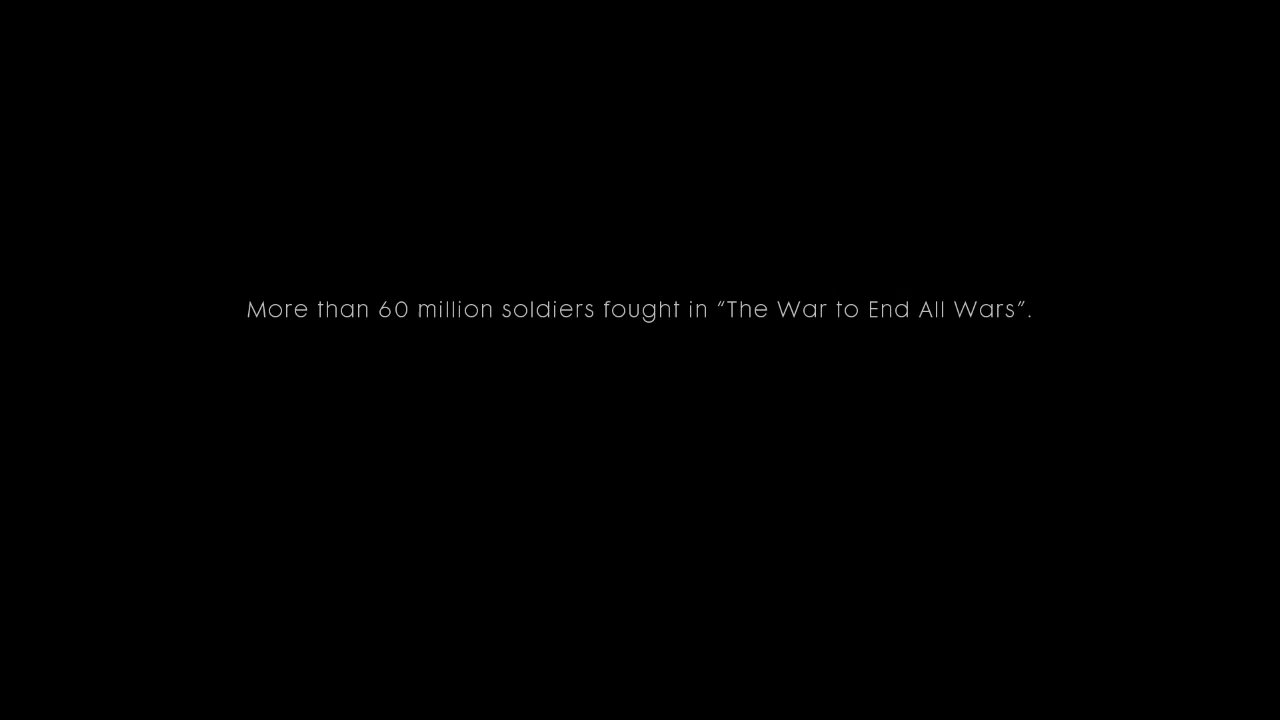 More than 60 million soldiers fought in “The War to End All Wars”.